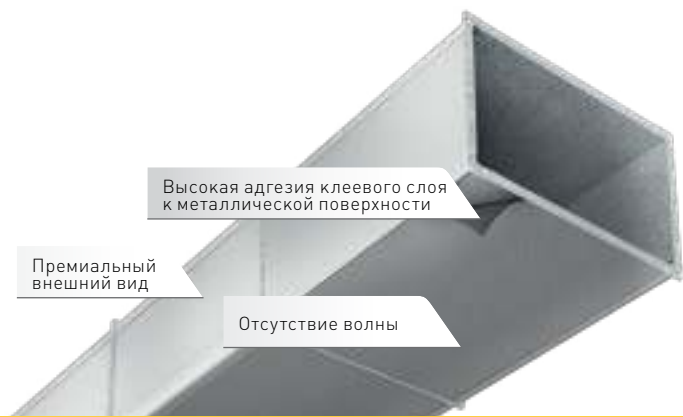 Высокая адгезия клеевого слоя
к металлической поверхности
Премиальный
внешний вид
Отсутствие волны